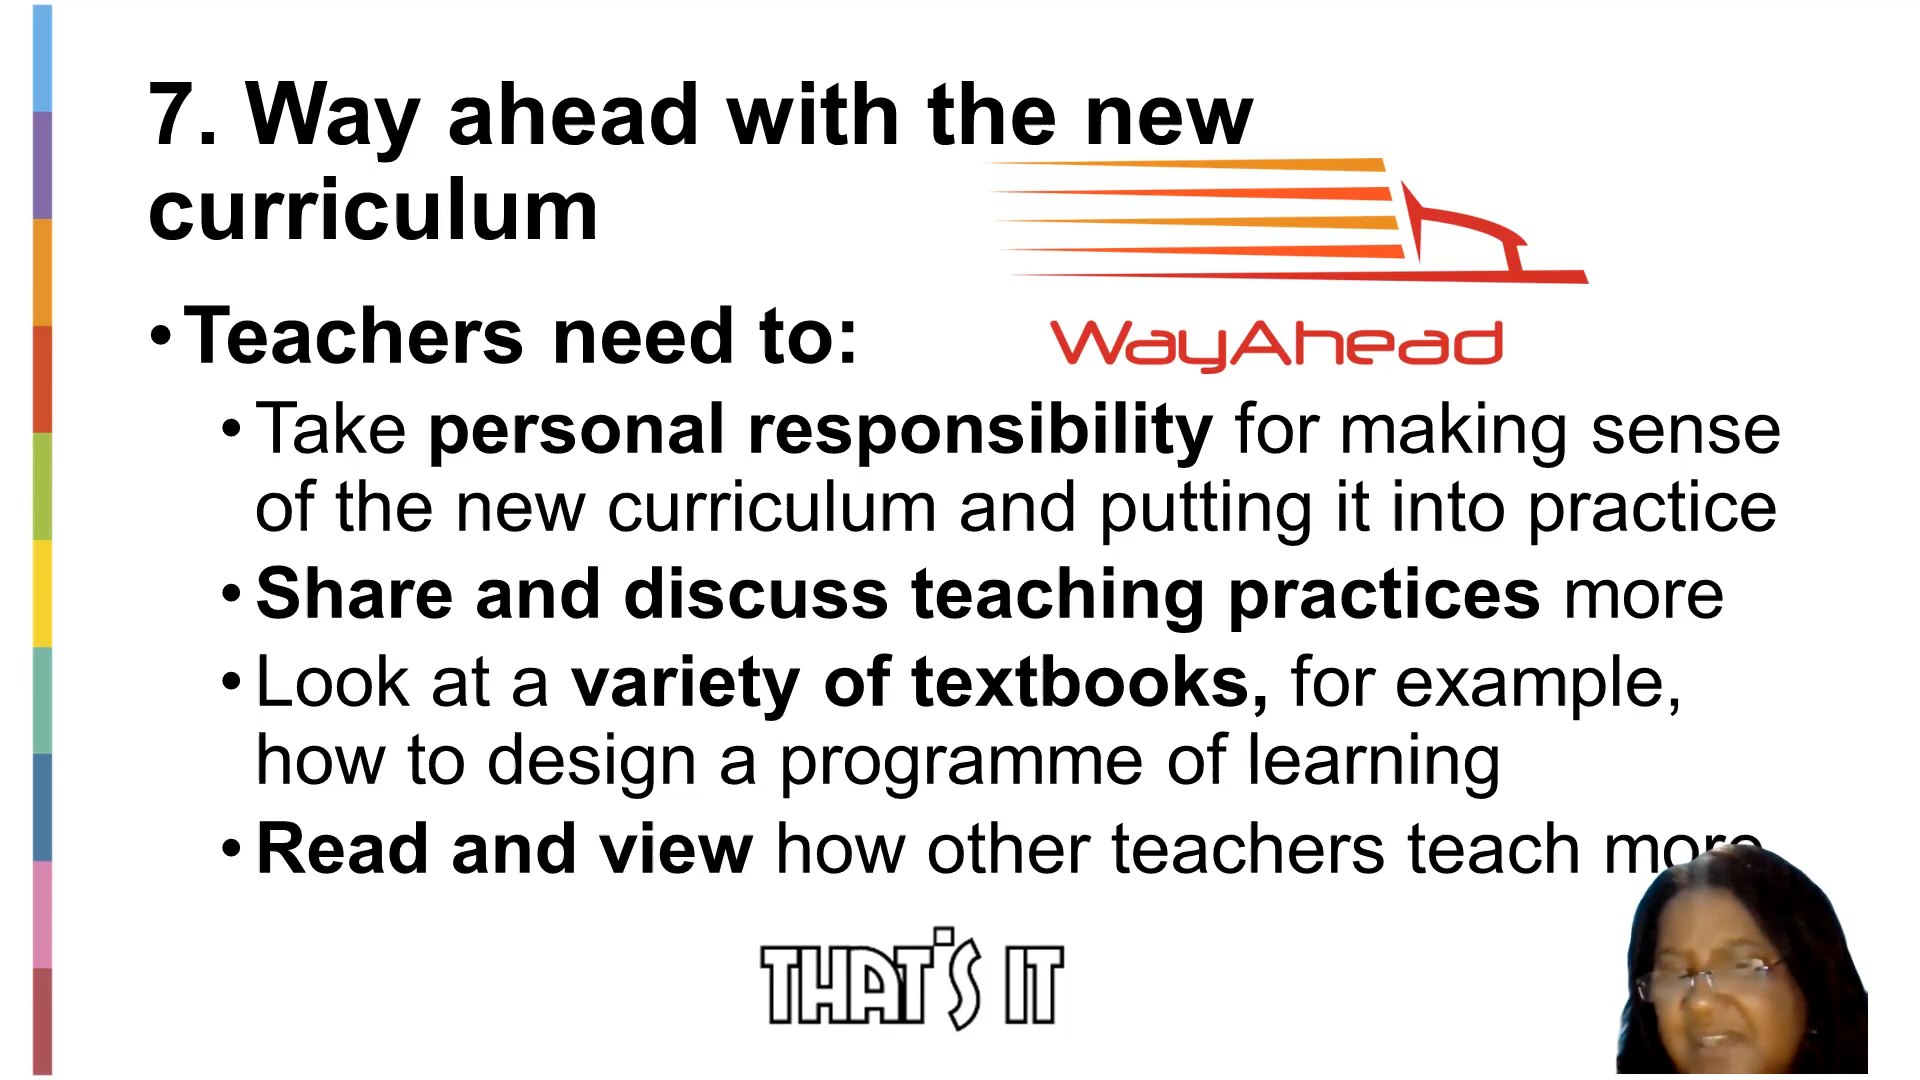 7. Way ahead with the new
curriculum
WayAhead
• Teachers need to:
• Take personal responsibility for making sense
of the new curriculum and putting it into practice
• Share and discuss teaching practices more
• Look at a variety of textbooks, for example,
how to design a programme of learning
• Read and view how other teachers teach more
THAT'S IT